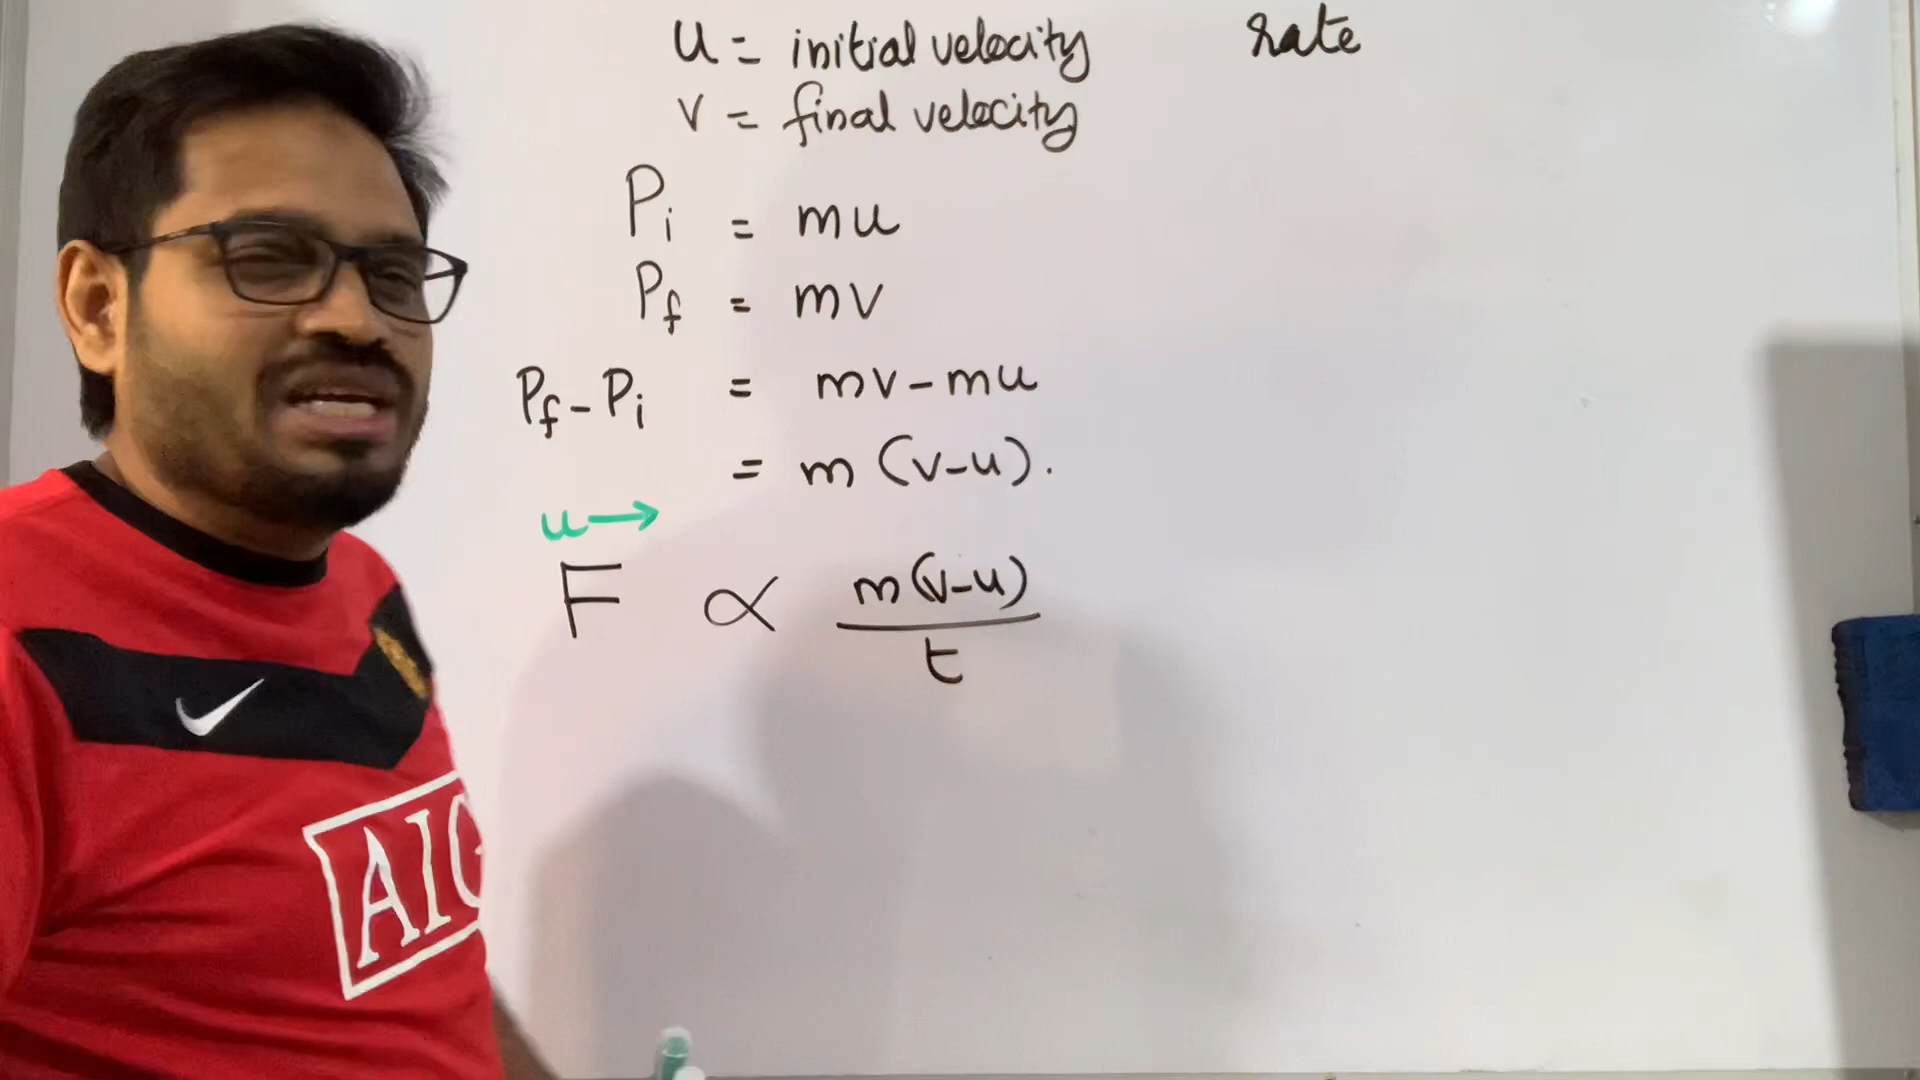 u = initial velocity rate
v = final velocity
Pi = mu
Pf = mv
Pf - Pi = mv - mu
= m (v-u).
u →
F ∝ m(v-u) / t
AIG